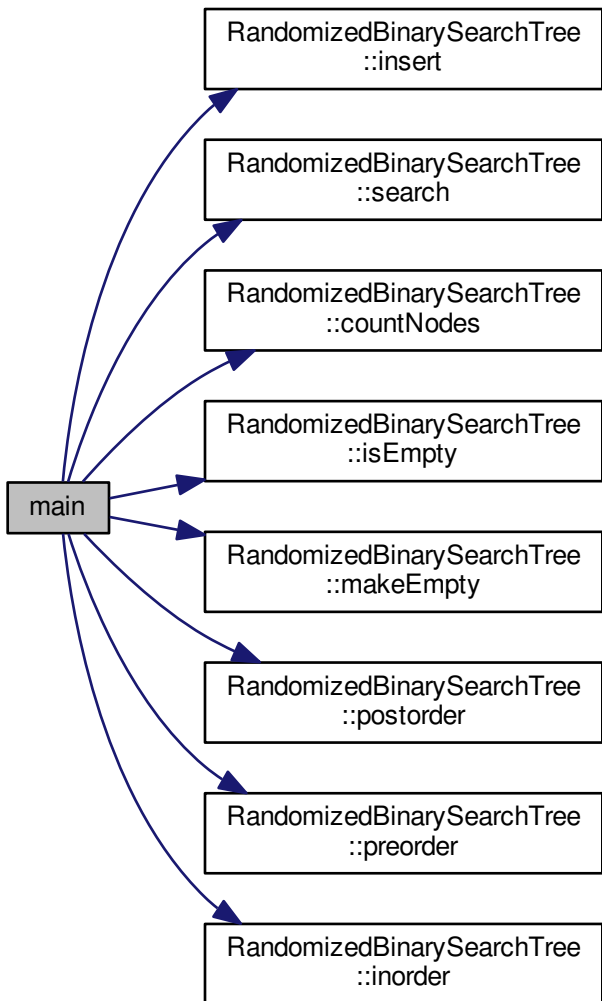 RandomizedBinarySearchTree
::insert
RandomizedBinarySearchTree
::search
RandomizedBinarySearchTree
::countNodes
RandomizedBinarySearchTree
::isEmpty
main
RandomizedBinarySearchTree
::makeEmpty
RandomizedBinarySearchTree
::postorder
RandomizedBinarySearchTree
::preorder
RandomizedBinarySearchTree
::inorder